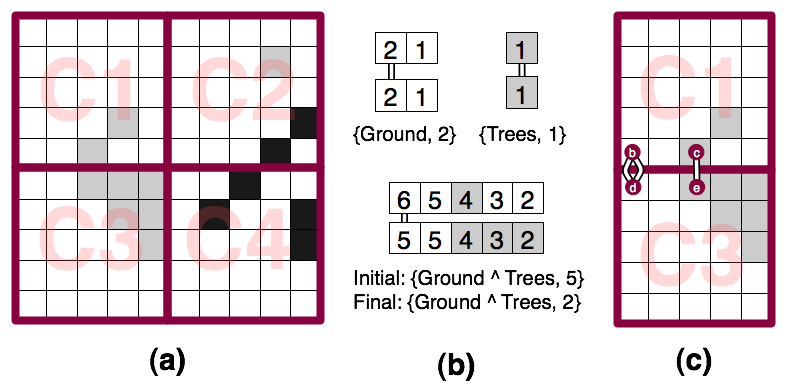 C1 C2
C3 C4
(a)
2 1
2 1
{Ground, 2}
1
1
{Trees, 1}
6 5 4 3 2
5 5 4 3 2
Initial: {Ground ^ Trees, 5}
Final: {Ground ^ Trees, 2}
(b)
C1
b c
d e
C3
(c)